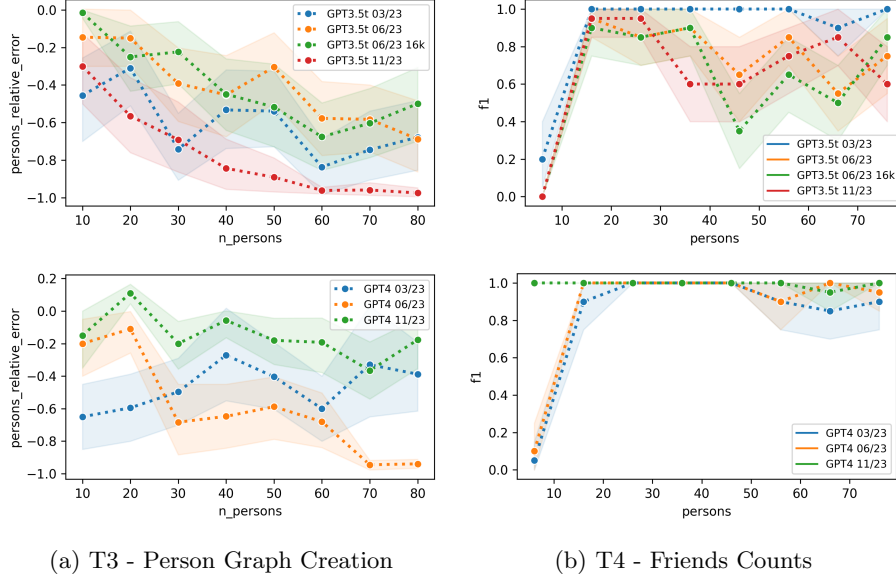 0.0
−0.2
−0.4
−0.6
−0.8
−1.0
persons_relative_error
GPT3.5t 03/23
GPT3.5t 06/23
GPT3.5t 06/23 16k
GPT3.5t 11/23
10 20 30 40 50 60 70 80
n_persons
1.0
0.8
0.6
0.4
0.2
0.0
f1
GPT3.5t 03/23
GPT3.5t 06/23
GPT3.5t 06/23 16k
GPT3.5t 11/23
10 20 30 40 50 60 70
persons
0.2
0.0
−0.2
−0.4
−0.6
−0.8
−1.0
persons_relative_error
GPT4 03/23
GPT4 06/23
GPT4 11/23
10 20 30 40 50 60 70 80
n_persons
1.0
0.8
0.6
0.4
0.2
0.0
f1
GPT4 03/23
GPT4 06/23
GPT4 11/23
10 20 30 40 50 60 70
persons
(a) T3 - Person Graph Creation
(b) T4 - Friends Counts